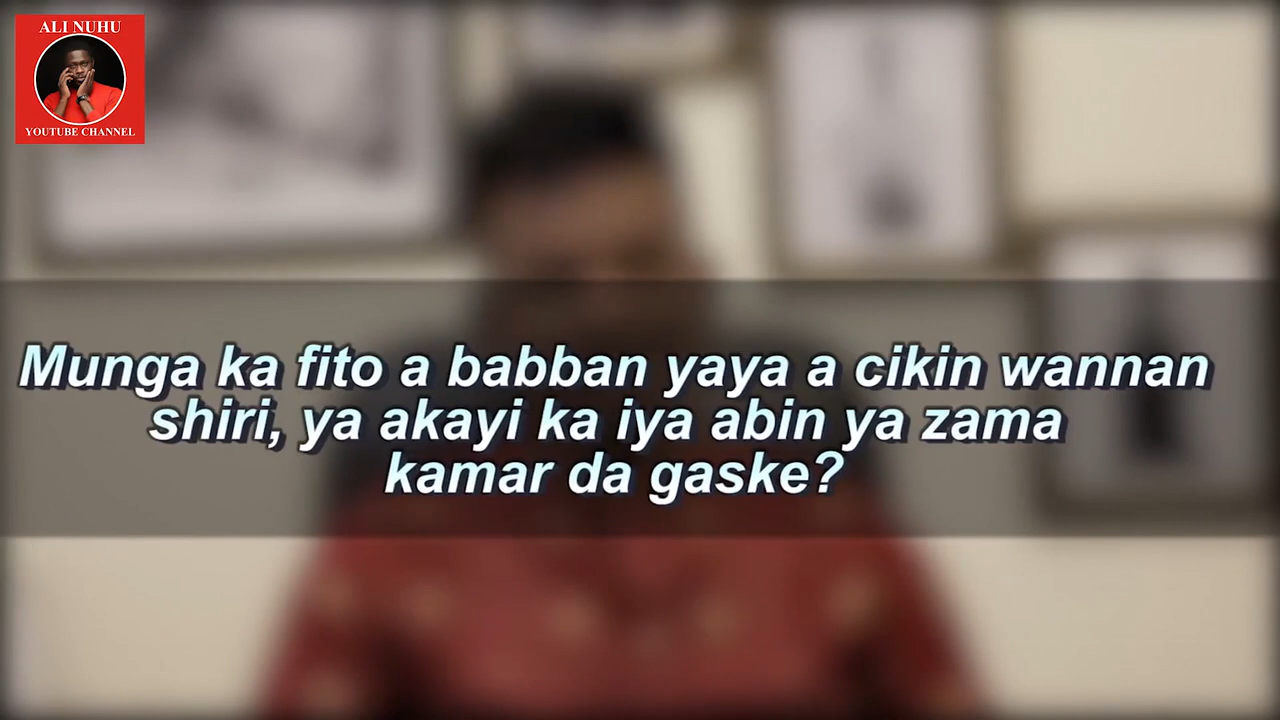 ALI NUHU
YOUTUBE CHANNEL
Munga ka fito a babban yaya a cikin wannan
shiri, ya akayi ka iya abin ya zama
kamar da gaske?